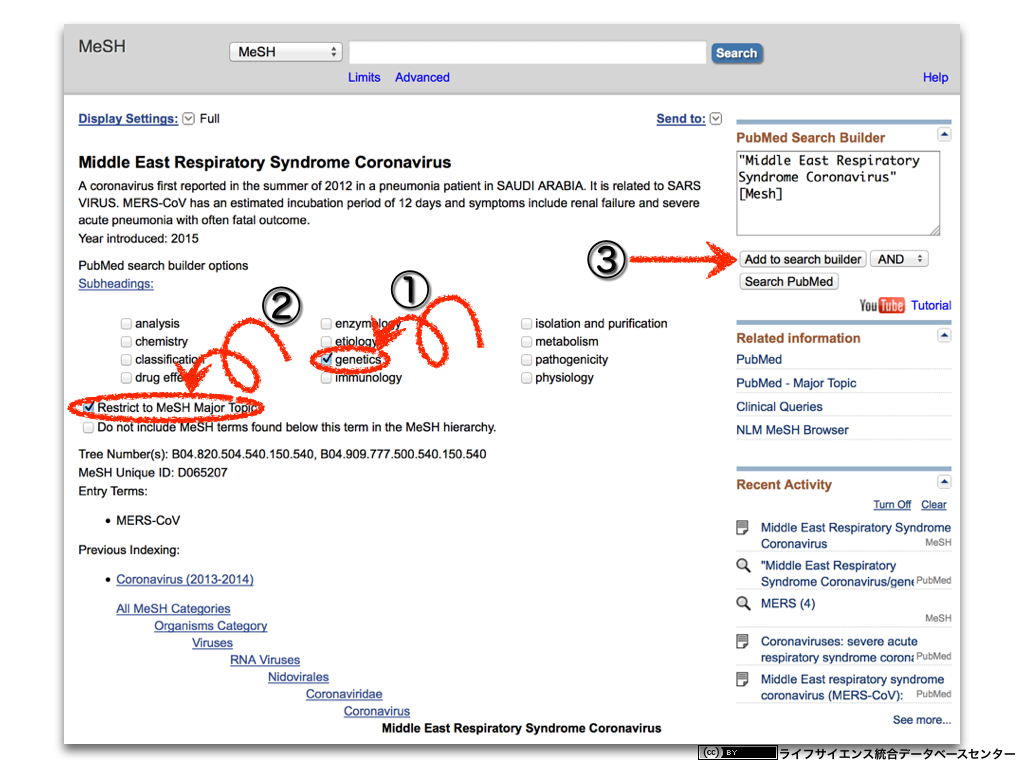 MeSH
MeSH
Search
Limits Advanced
Help
Display Settings: Full
Send to:
Middle East Respiratory Syndrome Coronavirus
A coronavirus first reported in the summer of 2012 in a pneumonia patient in SAUDI ARABIA. It is related to SARS
VIRUS. MERS-CoV has an estimated incubation period of 12 days and symptoms include renal failure and severe
acute pneumonia with often fatal outcome.
Year introduced: 2015
PubMed search builder options
Subheadings:
①
②
analysis
chemistry
classification
drug effe
enzymology
etiology
genetics
immunology
isolation and purification
metabolism
pathogenicity
physiology
Restrict to MeSH Major Topic
Do not include MeSH terms found below this term in the MeSH hierarchy.
Tree Number(s): B04.820.504.540.150.540, B04.909.777.500.540.150.540
MeSH Unique ID: D065207
Entry Terms:
• MERS-CoV
Previous Indexing:
• Coronavirus (2013-2014)
All MeSH Categories
Organisms Category
Viruses
RNA Viruses
Nidovirales
Coronaviridae
Coronavirus
Middle East Respiratory Syndrome Coronavirus
PubMed Search Builder
"Middle East Respiratory
Syndrome Coronavirus"
[Mesh]
③
Add to search builder AND
Search PubMed
YouTube Tutorial
Related information
PubMed
PubMed - Major Topic
Clinical Queries
NLM MeSH Browser
Recent Activity
Turn Off Clear
Middle East Respiratory Syndrome
Coronavirus
MeSH
"Middle East Respiratory
Syndrome Coronavirus/gene
PubMed
MERS (4)
MeSH
Coronaviruses: severe acute
respiratory syndrome corona
PubMed
Middle East respiratory syndrome
coronavirus (MERS-CoV):
PubMed
See more...
cc BY ライフサイエンス統合データベースセンター